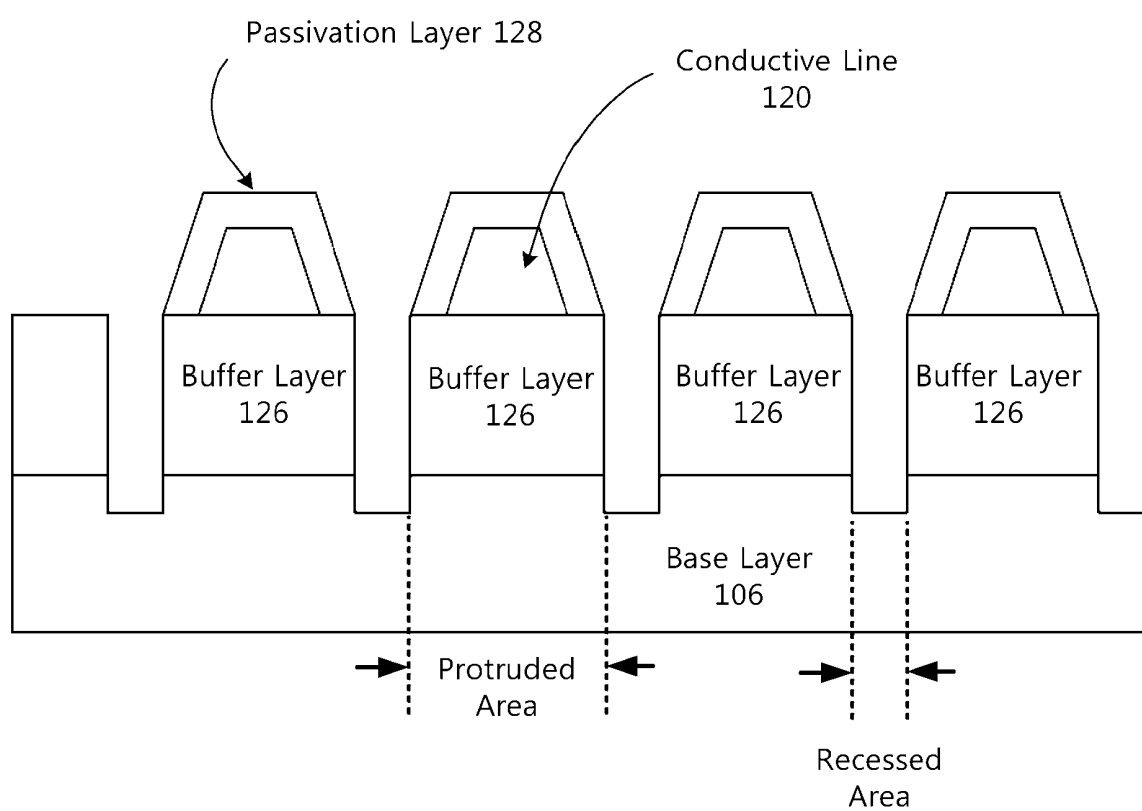 Passivation Layer 128
Conductive Line
120
Buffer Layer
126
Buffer Layer
126
Buffer Layer
126
Buffer Layer
126
Base Layer
106
Protruded
Area
Recessed
Area